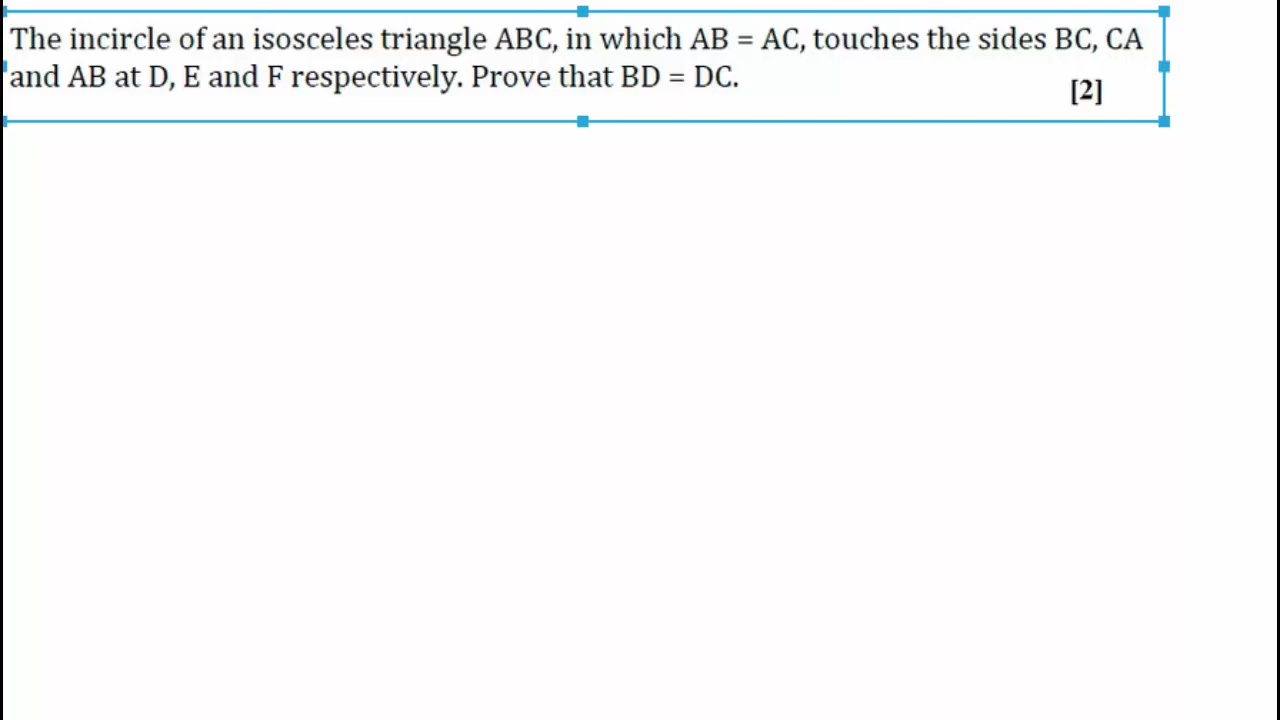 The incircle of an isosceles triangle ABC, in which AB = AC, touches the sides BC, CA
and AB at D, E and F respectively. Prove that BD = DC.
[2]